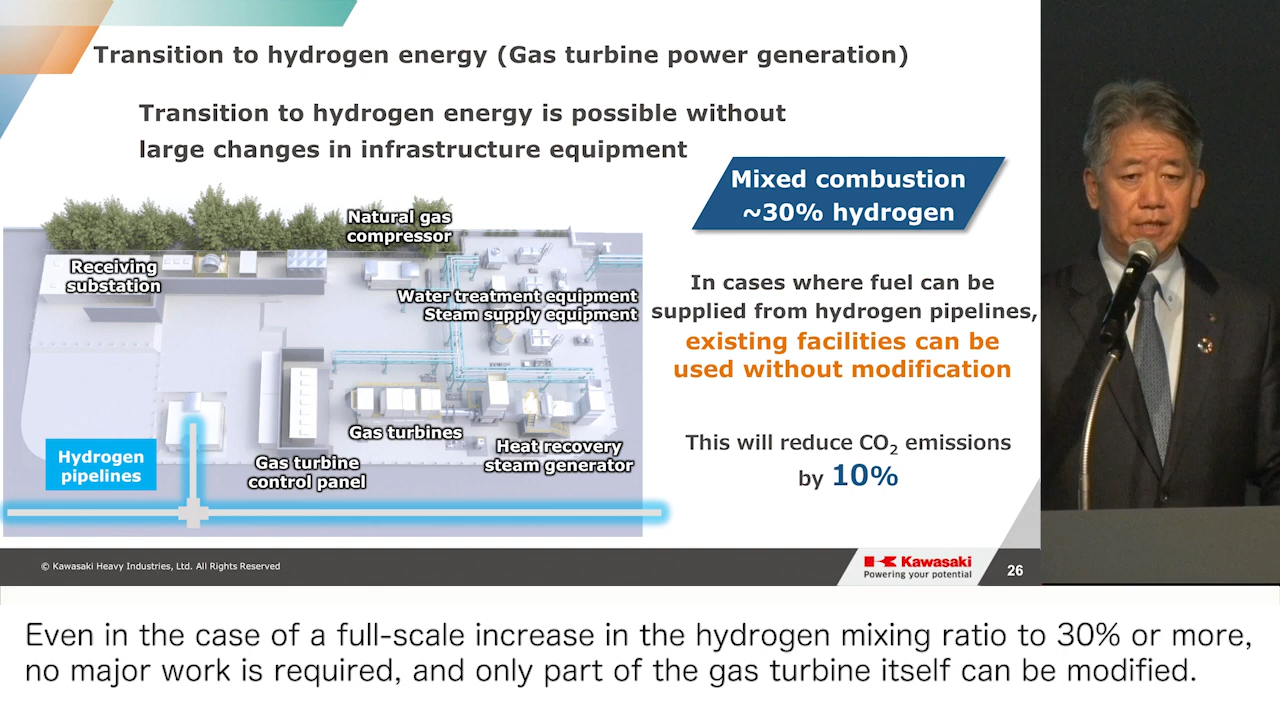 Transition to hydrogen energy (Gas turbine power generation)
Transition to hydrogen energy is possible without
large changes in infrastructure equipment
Mixed combustion
~30% hydrogen
Natural gas
compressor
Receiving
substation
Water treatment equipment
Steam supply equipment
In cases where fuel can be
supplied from hydrogen pipelines,
existing facilities can be
used without modification
Gas turbines
Heat recovery
steam generator
Hydrogen
pipelines
Gas turbine
control panel
This will reduce CO₂ emissions
by 10%
© Kawasaki Heavy Industries, Ltd. All Rights Reserved
Kawasaki
Powering your potential
26
Even in the case of a full-scale increase in the hydrogen mixing ratio to 30% or more,
no major work is required, and only part of the gas turbine itself can be modified.